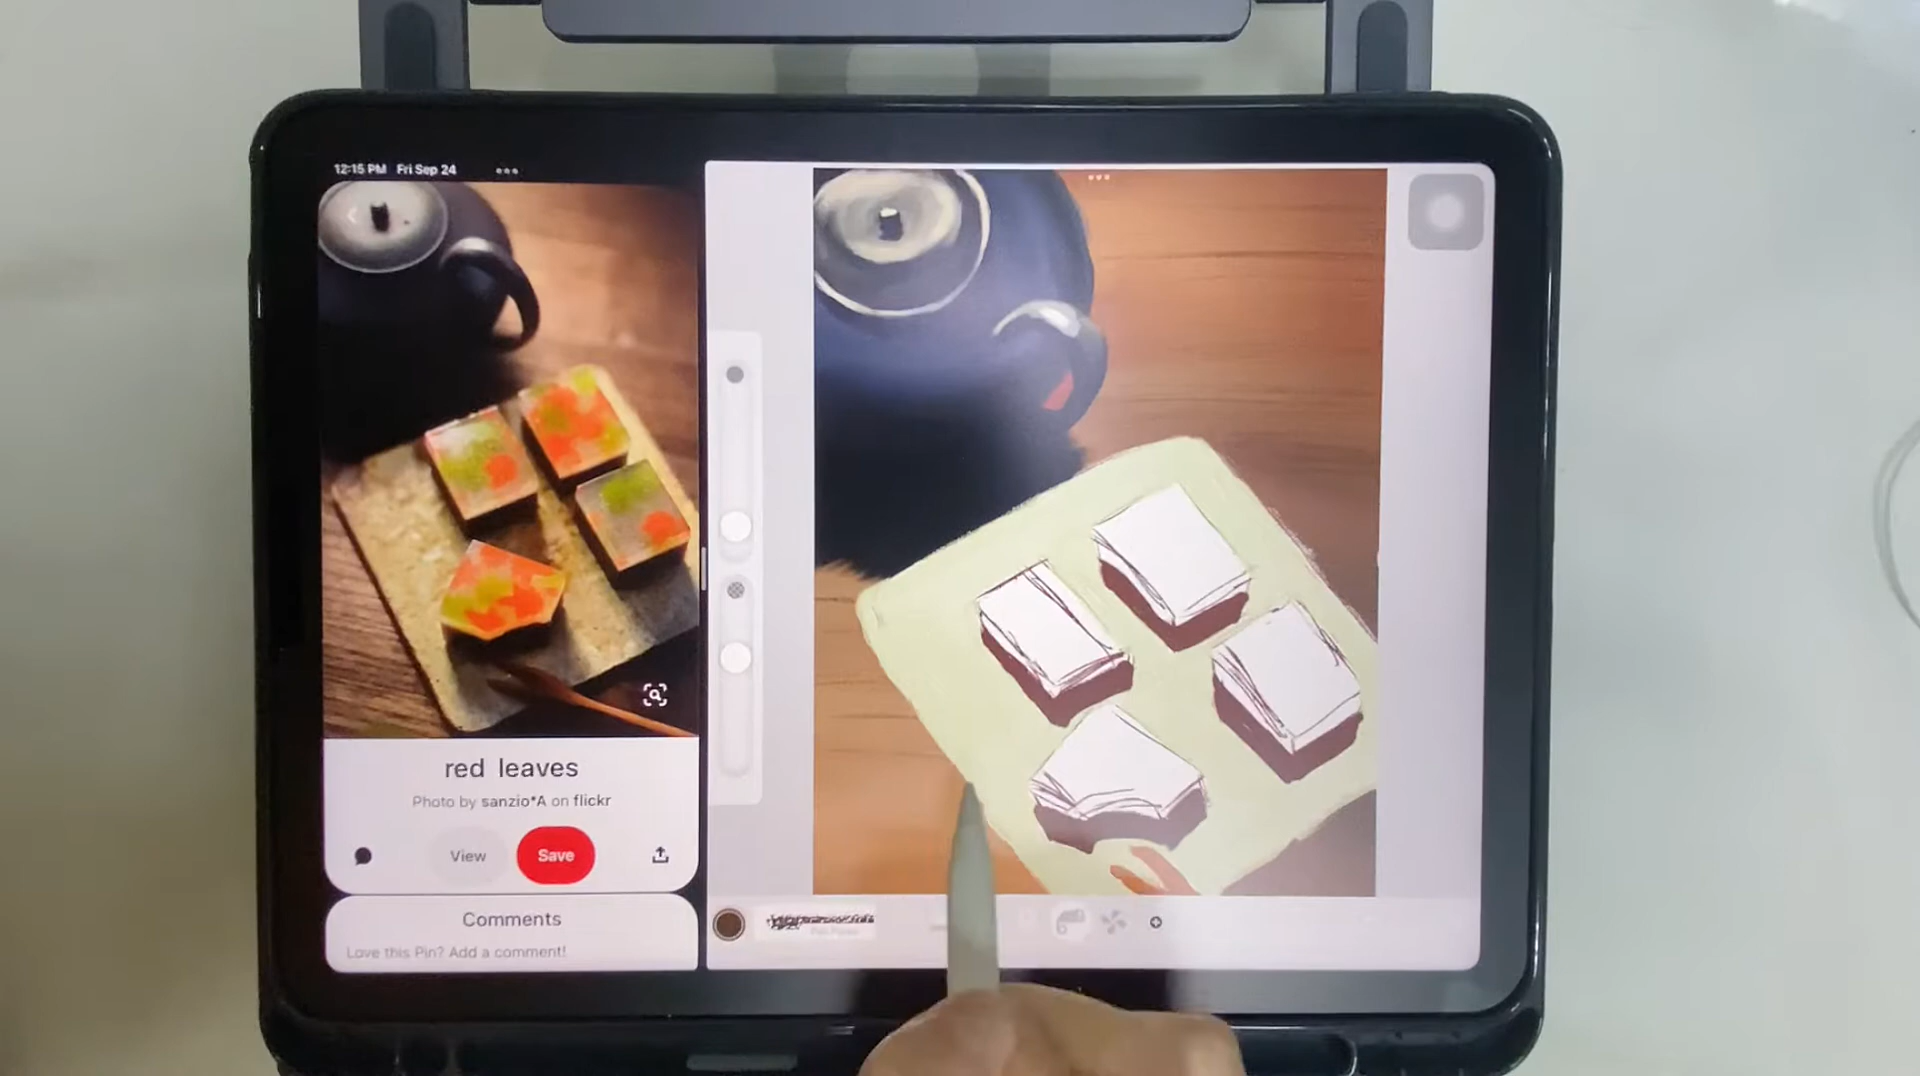 12:15 PM Fri Sep 24
red leaves
Photo by sanzio*A on flickr
View
Save
Comments
Love this Pin? Add a comment!